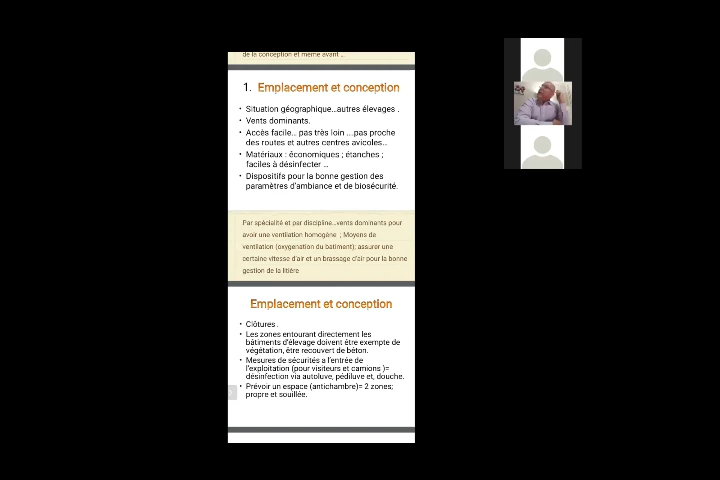 de la conception et même avant ...
1. Emplacement et conception
• Situation géographique...autres élevages .
• Vents dominants.
• Accès facile... pas très loin ...pas proche
des routes et autres centres avicoles...
• Matériaux : économiques ; étanches ;
faciles à désinfecter ...
• Dispositifs pour la bonne gestion des
paramètres d'ambiance et de biosécurité.
Par spécialité et par discipline...vents dominants pour
avoir une ventilation homogène ; Moyens de
ventilation (oxygenation du batiment); assurer une
certaine vitesse d'air et un brassage d'air pour la bonne
gestion de la litière
Emplacement et conception
• Clôtures .
• Les zones entourant directement les
bâtiments d'élevage doivent être exempte de
végétation, être recouvert de béton.
• Mesures de sécurités a l'entrée de
l'exploitation (pour visiteurs et camions )=
désinfection via autoluve, pédiluve et, douche.
• Prévoir un espace (antichambre)= 2 zones;
propre et souillée.